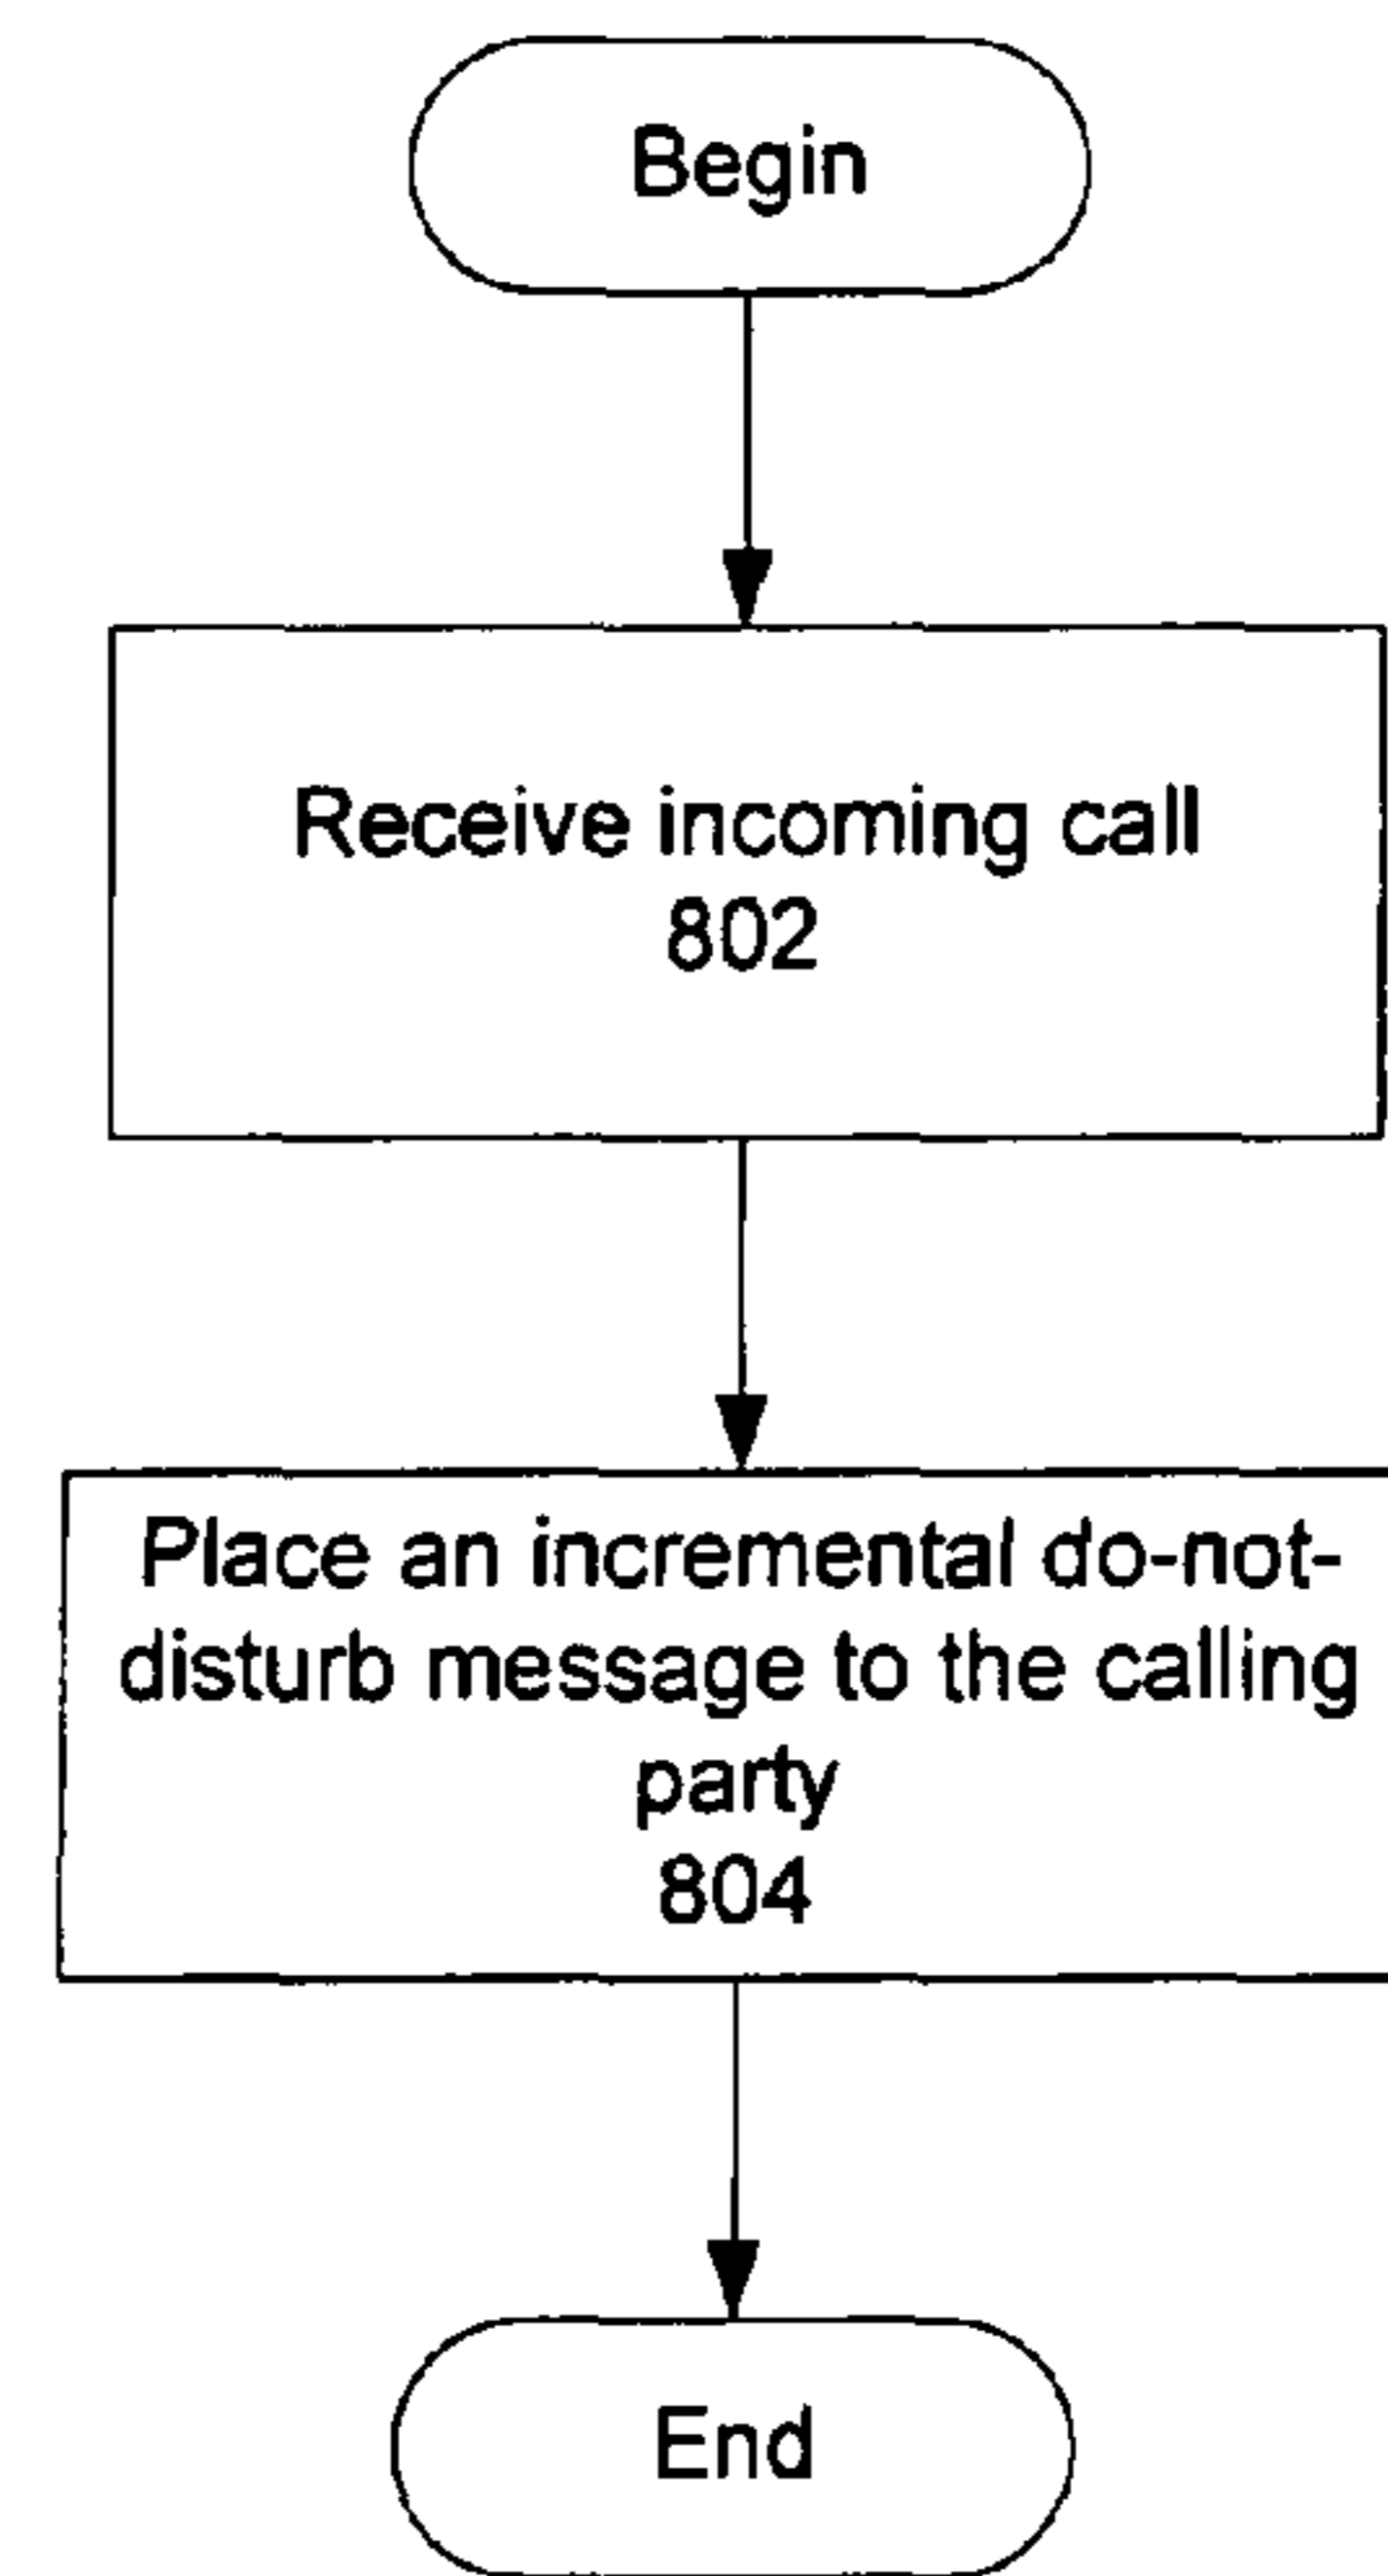 Begin
Receive incoming call
802
Place an incremental do-not-
disturb message to the calling
party
804
End